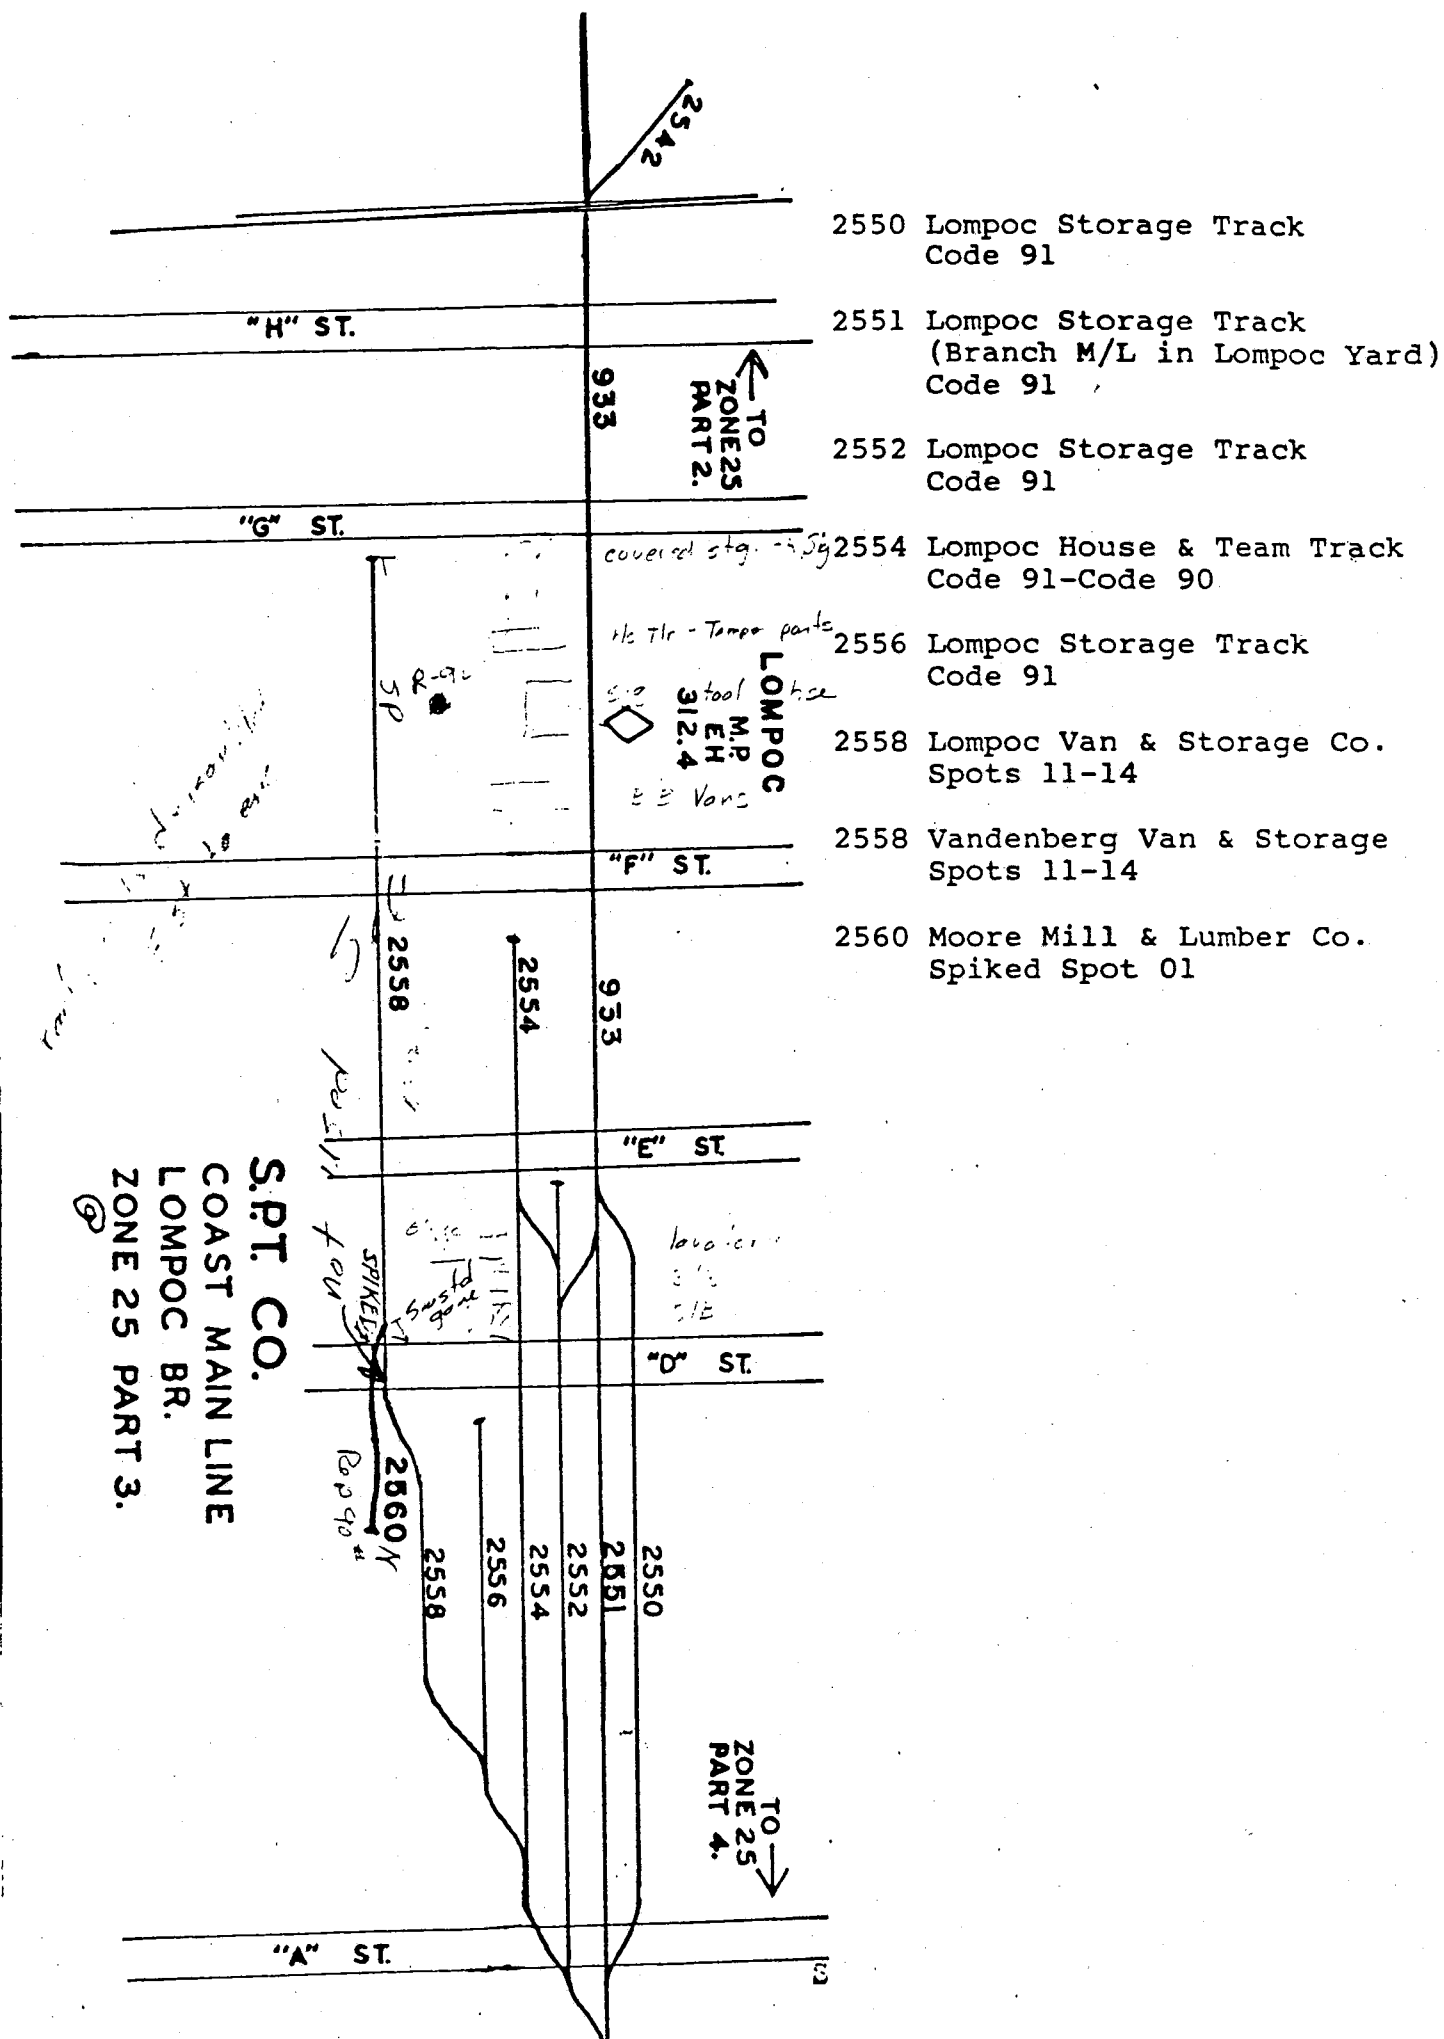 2542
2550 Lompoc Storage Track
Code 91
"H" ST.
2551 Lompoc Storage Track
(Branch M/L in Lompoc Yard)
Code 91
933
← TO
ZONE 25
PART 2.
2552 Lompoc Storage Track
Code 91
"G" ST.
covered stg.
2554 Lompoc House & Team Track
Code 91-Code 90
2556 Lompoc Storage Track
Code 91
SP
R-90
tool hse
LOMPOC
M.P.
EH
312.4
Vans
2558 Lompoc Van & Storage Co.
Spots 11-14
"F" ST.
2558 Vandenberg Van & Storage
Spots 11-14
2560 Moore Mill & Lumber Co.
Spiked Spot 01
2558
2554
933
"E" ST.
S.P.T. CO.
COAST MAIN LINE
LOMPOC BR.
ZONE 25 PART 3.
SPIKED
gone
"D" ST.
2560
2558
2556
2554
2552
2551
2550
TO →
ZONE 25
PART 4.
"A" ST.